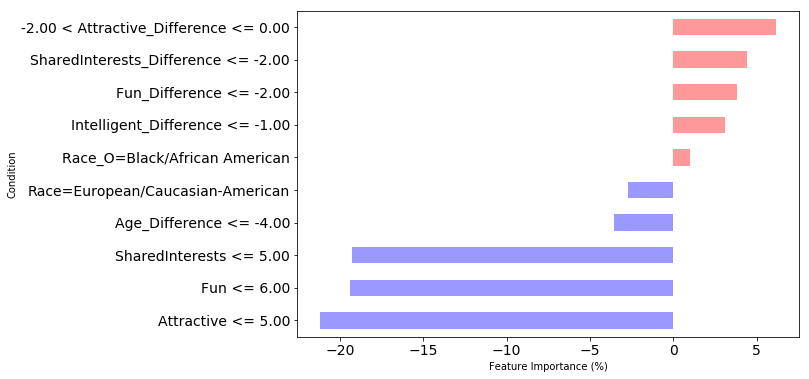 -2.00 < Attractive_Difference <= 0.00
SharedInterests_Difference <= -2.00
Fun_Difference <= -2.00
Intelligent_Difference <= -1.00
Race_O=Black/African American
Race=European/Caucasian-American
Age_Difference <= -4.00
SharedInterests <= 5.00
Fun <= 6.00
Attractive <= 5.00
Condition
−20 −15 −10 −5 0 5
Feature Importance (%)